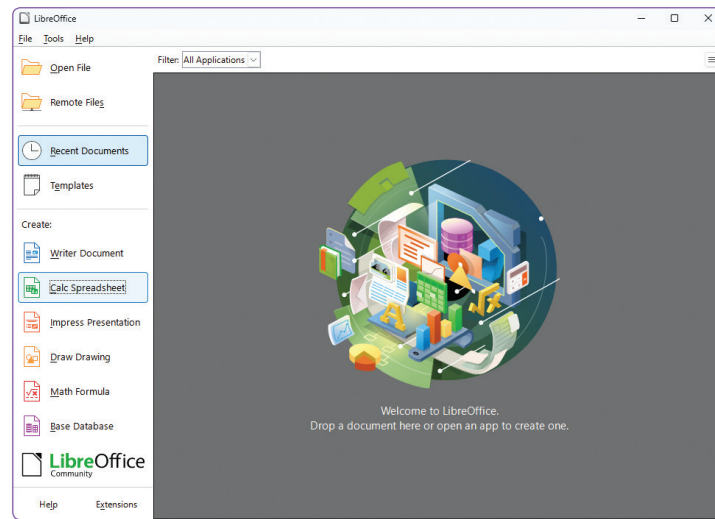 LibreOffice
File Tools Help
Open File
Remote Files
Recent Documents
Templates
Create:
Writer Document
Calc Spreadsheet
Impress Presentation
Draw Drawing
Math Formula
Base Database
LibreOffice
Community
Help Extensions
Filter: All Applications
A
Welcome to LibreOffice.
Drop a document here or open an app to create one.